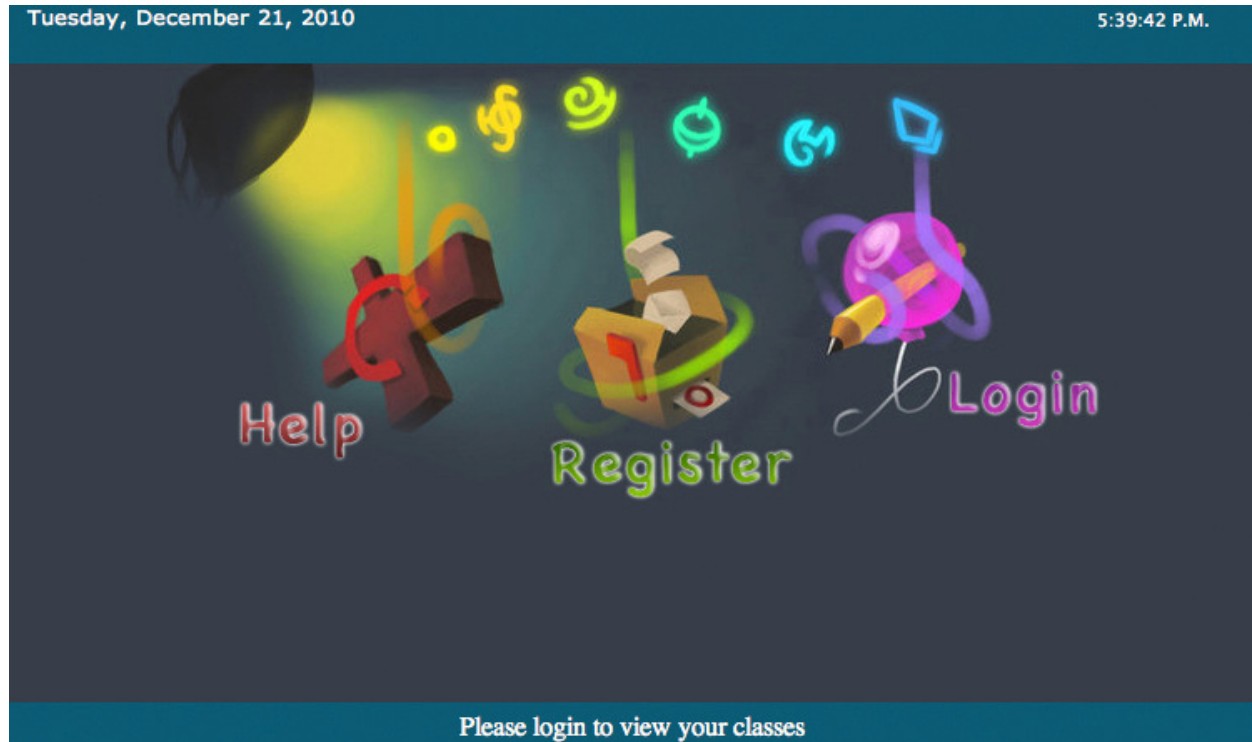 Tuesday, December 21, 2010
5:39:42 P.M.
Help
Register
Login
Please login to view your classes